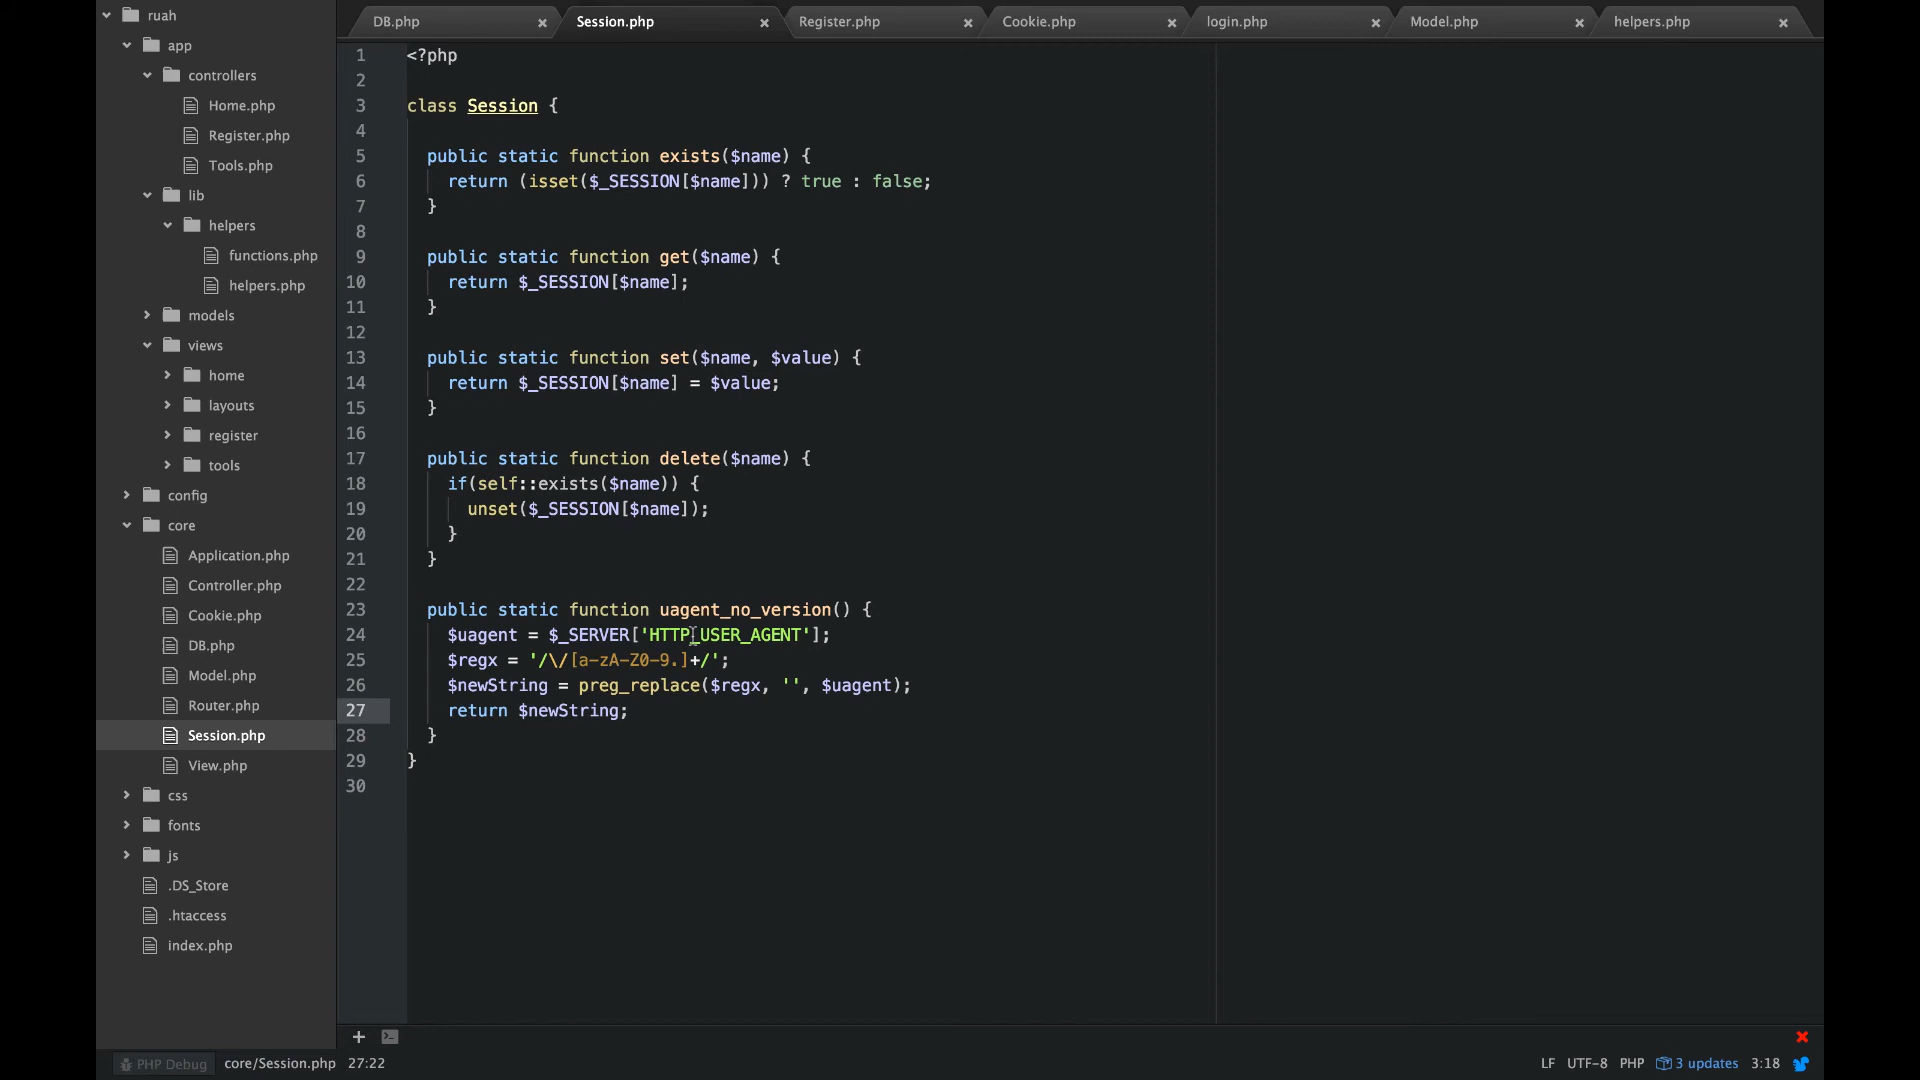 ruah
app
controllers
Home.php
Register.php
Tools.php
lib
helpers
functions.php
helpers.php
models
views
home
layouts
register
tools
config
core
Application.php
Controller.php
Cookie.php
DB.php
Model.php
Router.php
Session.php
View.php
css
fonts
js
.DS_Store
.htaccess
index.php
DB.php × Session.php × Register.php × Cookie.php × login.php × Model.php × helpers.php ×
1 <?php
2
3 class Session {
4
5   public static function exists($name) {
6     return (isset($_SESSION[$name])) ? true : false;
7   }
8
9   public static function get($name) {
10     return $_SESSION[$name];
11   }
12
13   public static function set($name, $value) {
14     return $_SESSION[$name] = $value;
15   }
16
17   public static function delete($name) {
18     if(self::exists($name)) {
19       unset($_SESSION[$name]);
20     }
21   }
22
23   public static function uagent_no_version() {
24     $uagent = $_SERVER['HTTP_USER_AGENT'];
25     $regx = '/\/[a-zA-Z0-9.]+/';
26     $newString = preg_replace($regx, '', $uagent);
27     return $newString;
28   }
29 }
30
PHP Debug core/Session.php 27:22 LF UTF-8 PHP 3 updates 3:18